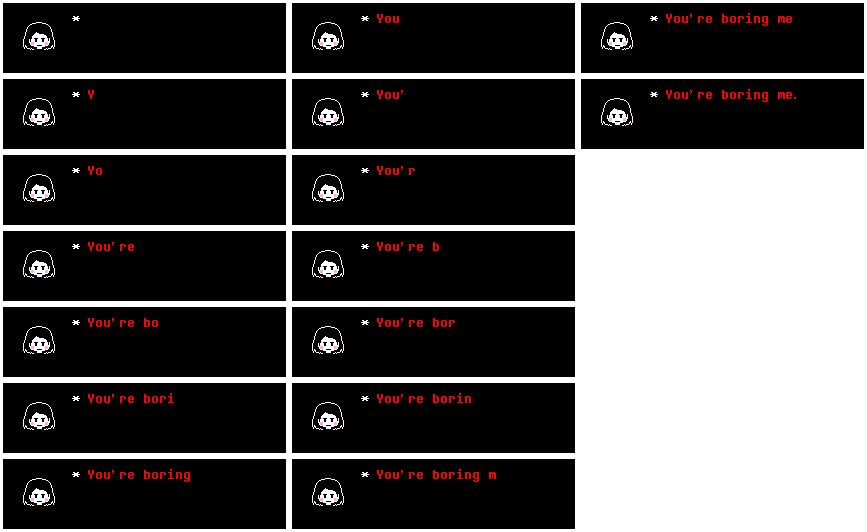 *
* Y
* Yo
* You're
* You're bo
* You're bori
* You're boring
* You
* You'
* You'r
* You're b
* You're bor
* You're borin
* You're boring m
* You're boring me
* You're boring me.